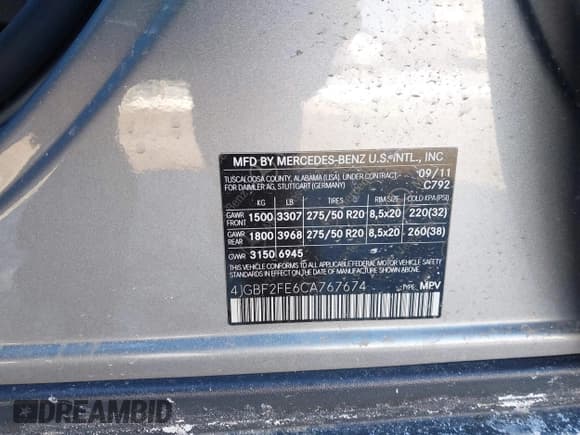 MFD BY MERCEDES-BENZ U.S. INTL., INC
TUSCALOOSA COUNTY, ALABAMA (USA), UNDER CONTRACT 09/11
FOR DAIMLER AG, STUTTGART (GERMANY) C792
KG LB TIRES RIM SIZE COLD KPA (PSI)
GAWR FRONT 1500 3307 275/50 R20 8,5x20 220(32)
GAWR REAR 1800 3968 275/50 R20 8,5x20 260(38)
GVWR 3150 6945
THIS VEHICLE CONFORMS TO ALL APPLICABLE FEDERAL
MOTOR VEHICLE SAFETY STANDARDS IN EFFECT ON THE
DATE OF MANUFACTURE SHOWN ABOVE
4JGBF2FE6CA767674 TYPE: MPV
DREAMBID